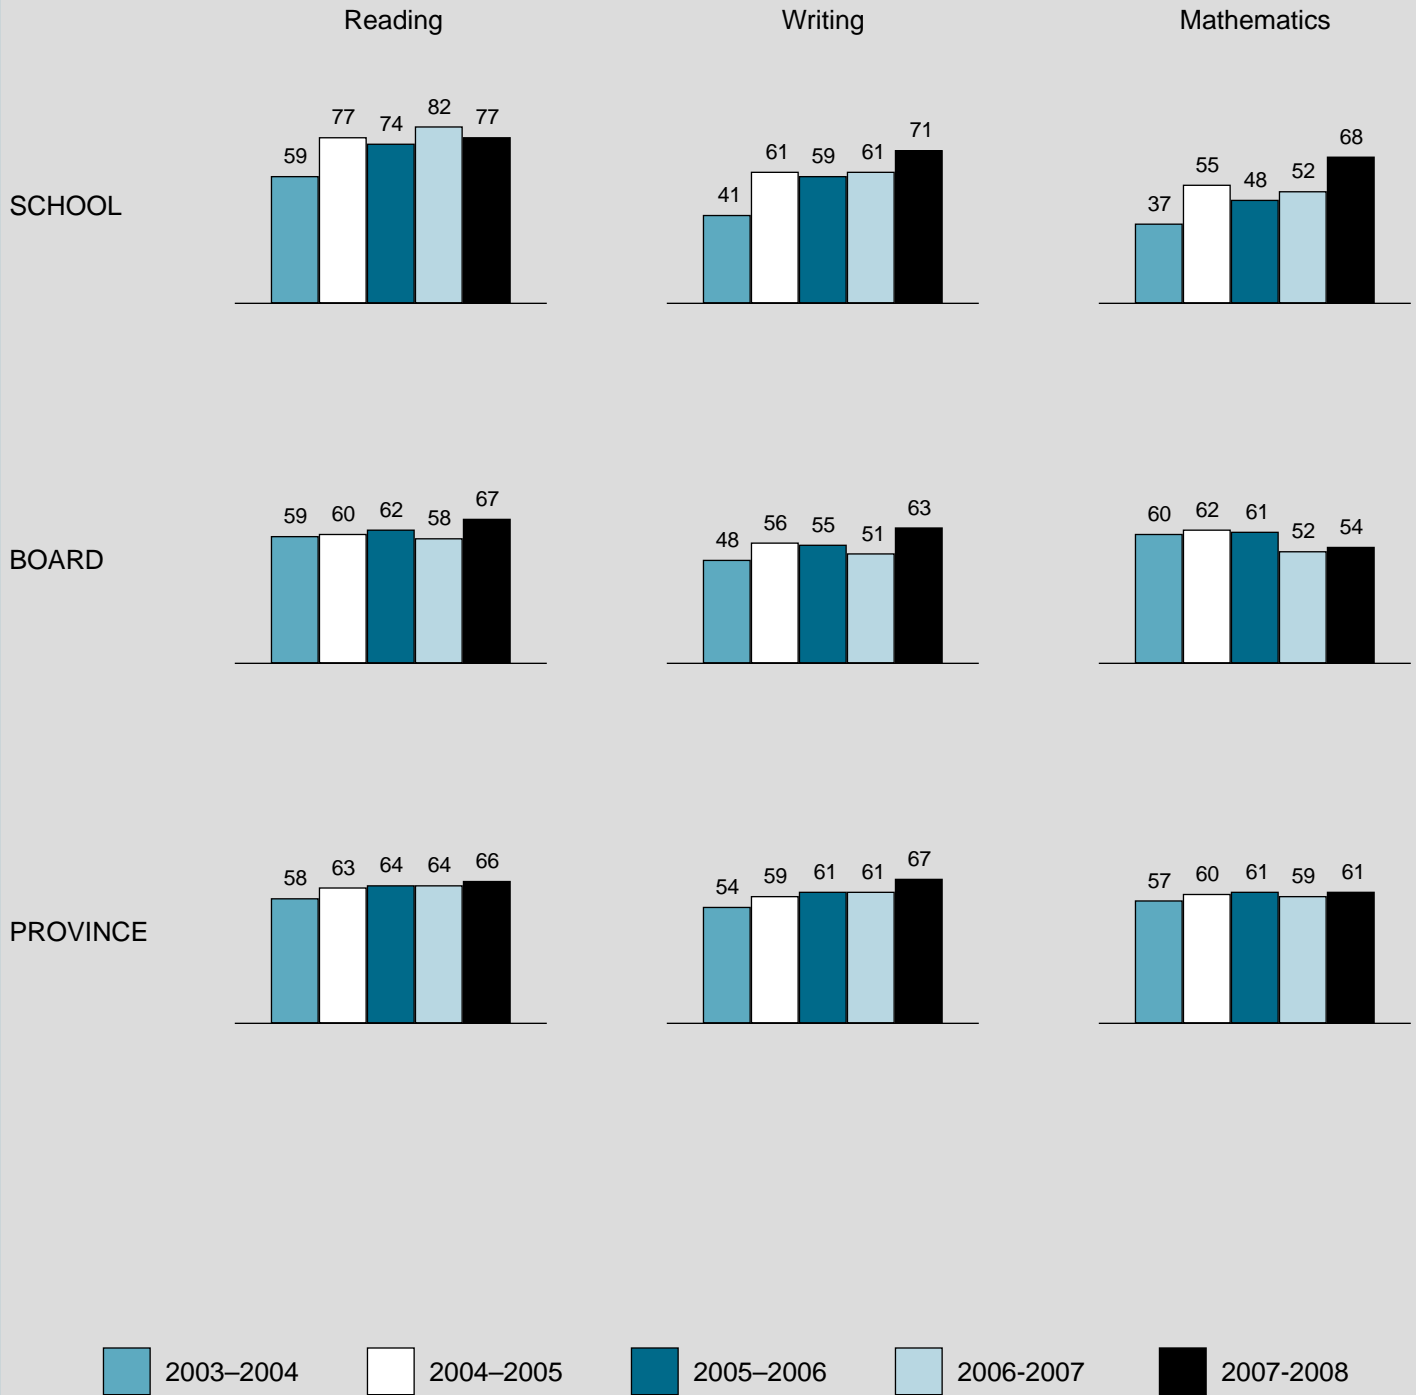 Reading Writing Mathematics
SCHOOL
59 77 74 82 77
41 61 59 61 71
37 55 48 52 68
BOARD
59 60 62 58 67
48 56 55 51 63
60 62 61 52 54
PROVINCE
58 63 64 64 66
54 59 61 61 67
57 60 61 59 61
2003–2004 2004–2005 2005–2006 2006-2007 2007-2008